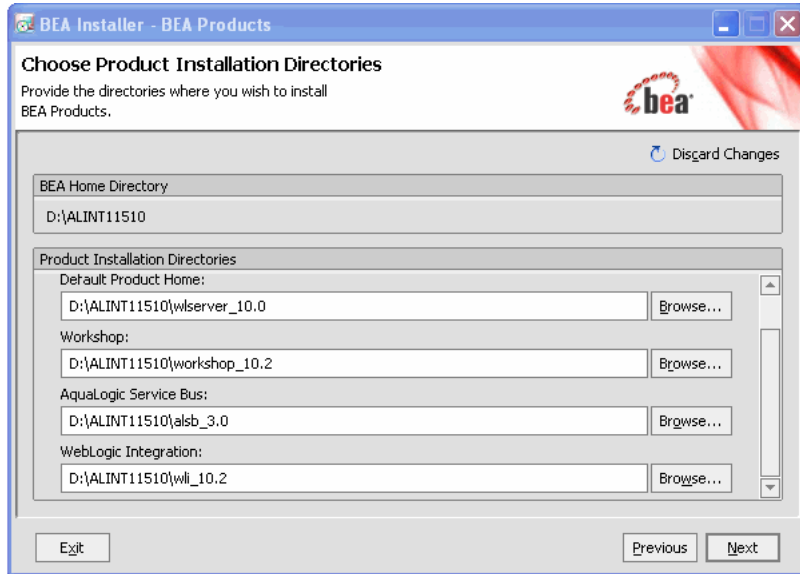 BEA Installer - BEA Products
Choose Product Installation Directories
Provide the directories where you wish to install
BEA Products.
bea
Discard Changes
BEA Home Directory
D:\ALINT11510
Product Installation Directories
Default Product Home:
D:\ALINT11510\wlserver_10.0
Browse...
Workshop:
D:\ALINT11510\workshop_10.2
Browse...
AquaLogic Service Bus:
D:\ALINT11510\alsb_3.0
Browse...
WebLogic Integration:
D:\ALINT11510\wli_10.2
Browse...
Exit
Previous
Next